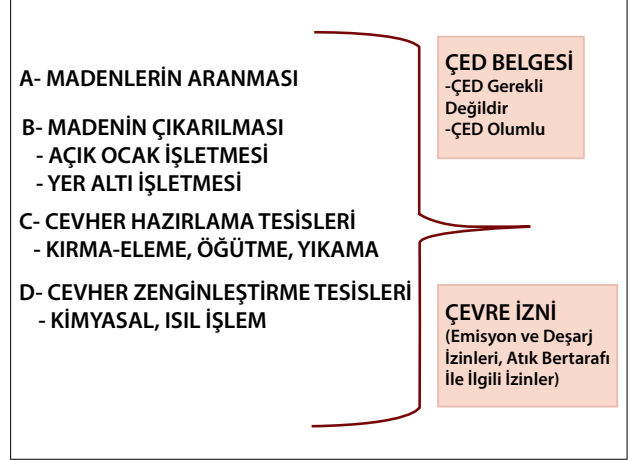 A- MADENLERİN ARANMASI
B- MADENİN ÇIKARILMASI
- AÇIK OCAK İŞLETMESİ
- YER ALTI İŞLETMESİ
C- CEVHER HAZIRLAMA TESİSLERİ
- KIRMA-ELEME, ÖĞÜTME, YIKAMA
D- CEVHER ZENGİNLEŞTİRME TESİSLERİ
- KİMYASAL, ISIL İŞLEM
ÇED BELGESİ
-ÇED Gerekli
Değildir
-ÇED Olumlu
ÇEVRE İZNİ
(Emisyon ve Deşarj
İzinleri, Atık Bertarafı
İle İlgili İzinler)